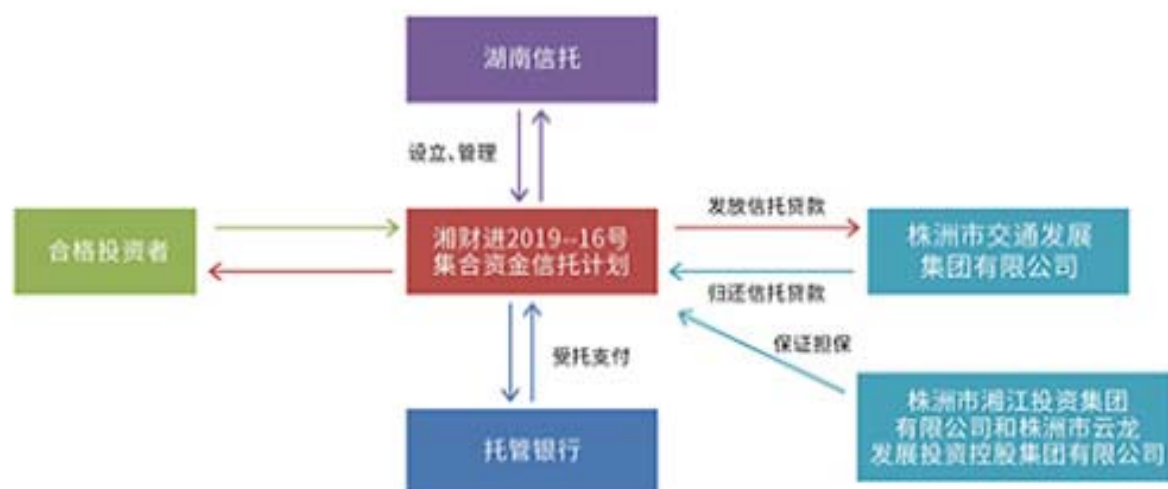 湖南信托
设立、管理
合格投资者
湘财进2019--16号
集合资金信托计划
发放信托贷款
株洲市交通发展
集团有限公司
归还信托贷款
保证担保
受托支付
株洲市湘江投资集团
有限公司和株洲市云龙
发展投资控股集团有限公司
托管银行